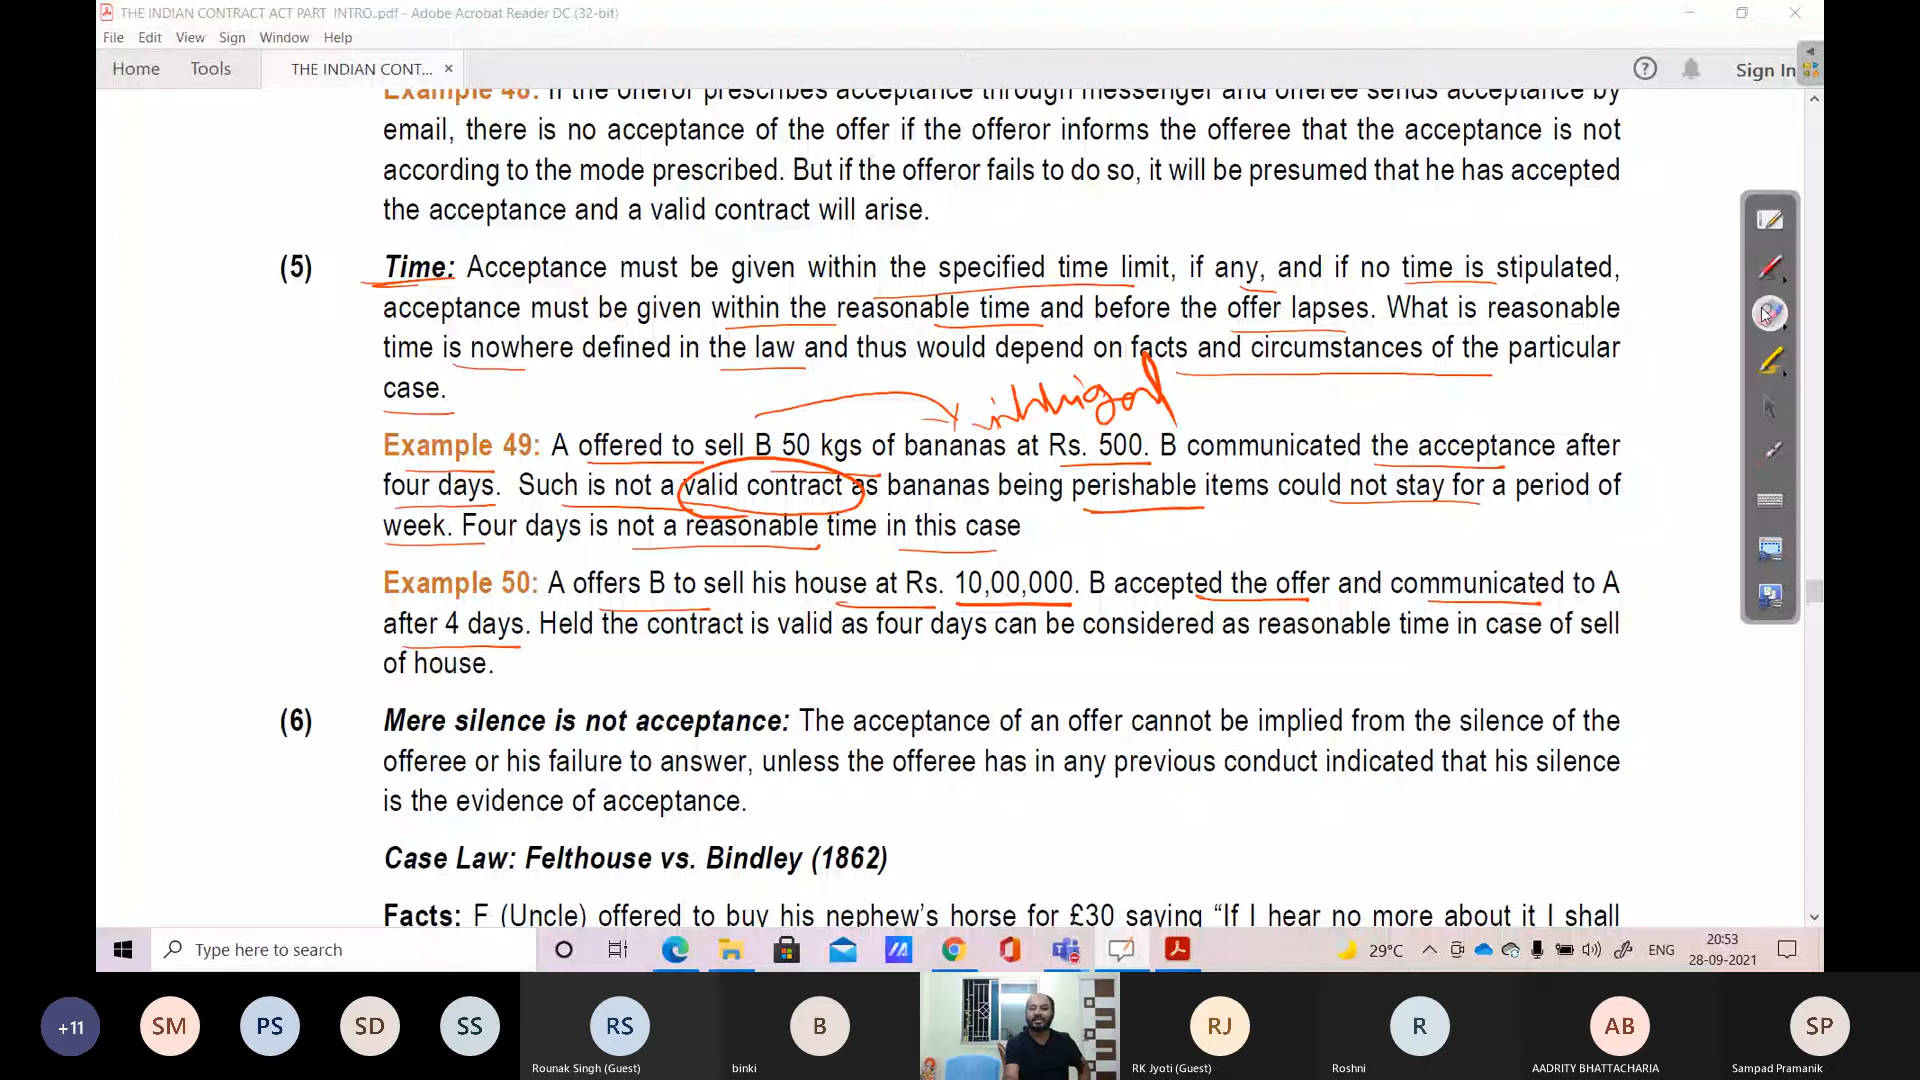 THE INDIAN CONTRACT ACT PART  INTRO..pdf - Adobe Acrobat Reader DC (32-bit)
File Edit View Sign Window Help
Home Tools THE INDIAN CONT... × Sign In
Example 48: If the offeror prescribes acceptance through messenger and offeree sends acceptance by
email, there is no acceptance of the offer if the offeror informs the offeree that the acceptance is not
according to the mode prescribed. But if the offeror fails to do so, it will be presumed that he has accepted
the acceptance and a valid contract will arise.
(5) Time: Acceptance must be given within the specified time limit, if any, and if no time is stipulated,
acceptance must be given within the reasonable time and before the offer lapses. What is reasonable
time is nowhere defined in the law and thus would depend on facts and circumstances of the particular
case.
Example 49: A offered to sell B 50 kgs of bananas at Rs. 500. B communicated the acceptance after
four days. Such is not a valid contract as bananas being perishable items could not stay for a period of
week. Four days is not a reasonable time in this case
Example 50: A offers B to sell his house at Rs. 10,00,000. B accepted the offer and communicated to A
after 4 days. Held the contract is valid as four days can be considered as reasonable time in case of sell
of house.
(6) Mere silence is not acceptance: The acceptance of an offer cannot be implied from the silence of the
offeree or his failure to answer, unless the offeree has in any previous conduct indicated that his silence
is the evidence of acceptance.
Case Law: Felthouse vs. Bindley (1862)
Facts: F (Uncle) offered to buy his nephew's horse for £30 saying “If I hear no more about it I shall
Type here to search 29°C ENG 20:53
28-09-2021
+11 SM PS SD SS RS B RJ R AB SP
Rounak Singh (Guest) binki RK Jyoti (Guest) Roshni AADRITY BHATTACHARIA Sampad Pramanik